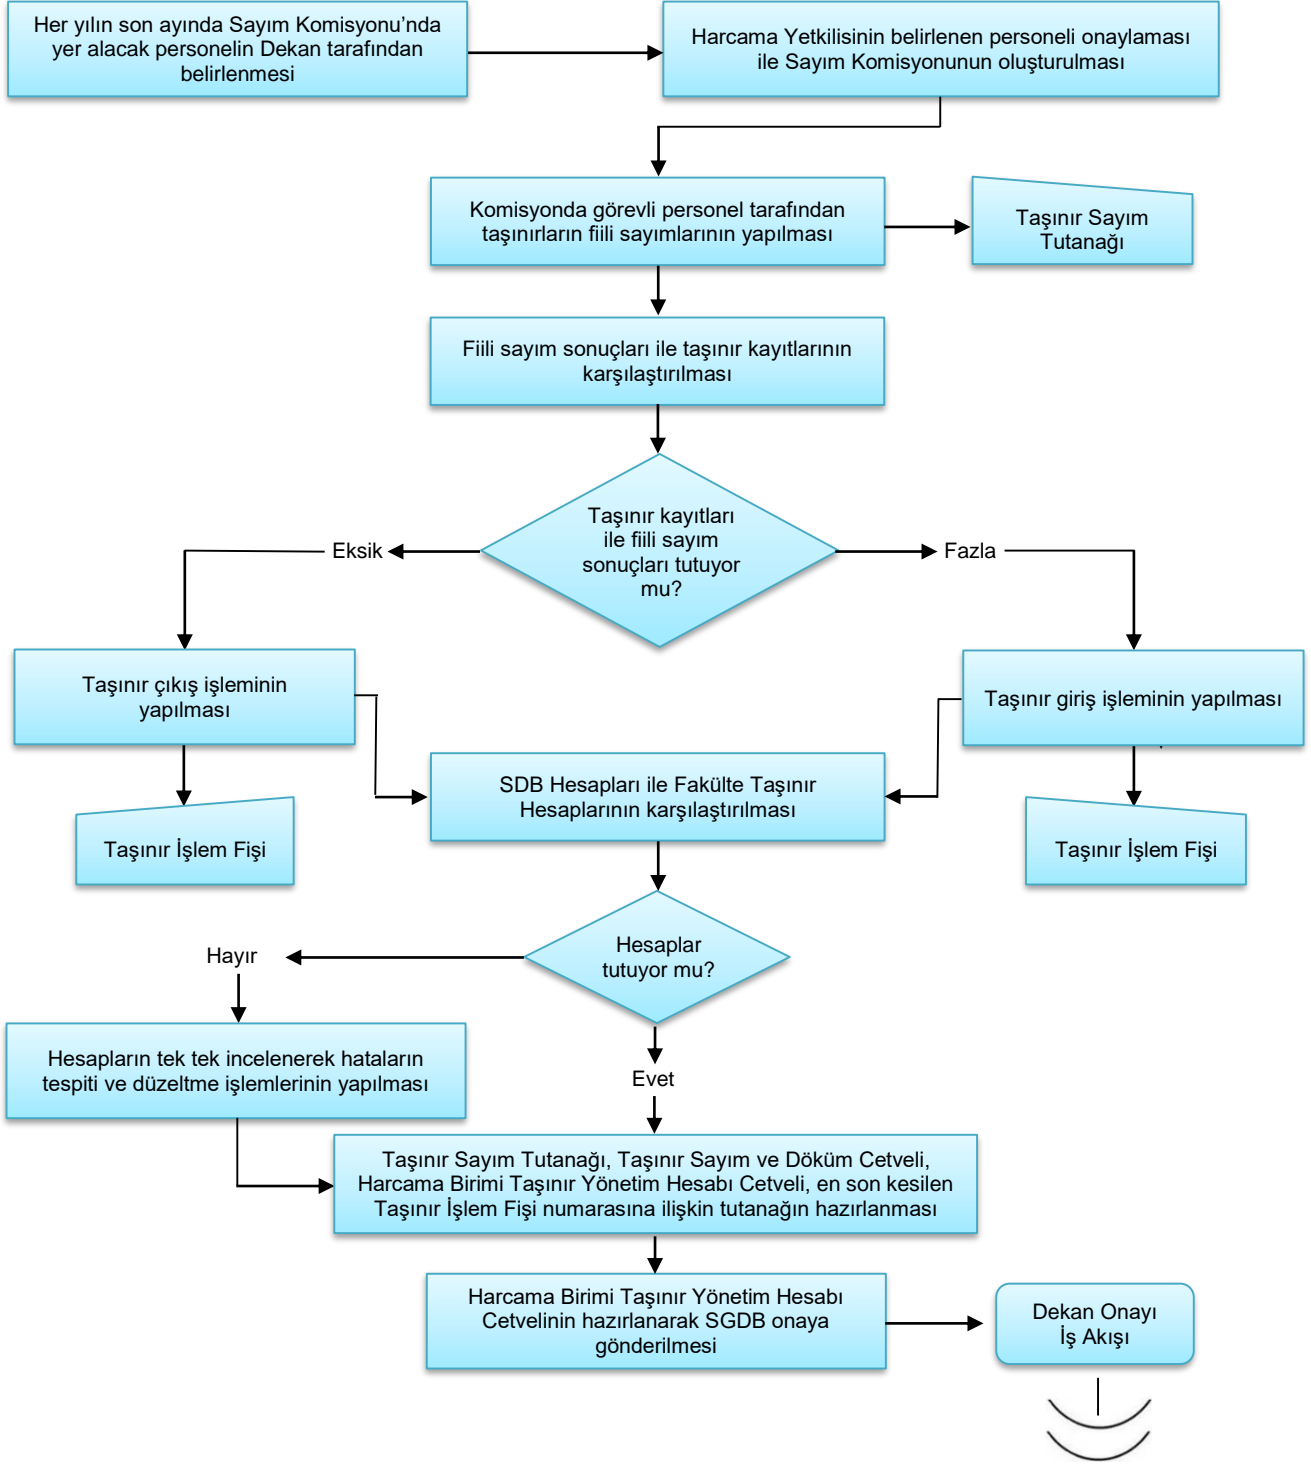 Her yılın son ayında Sayım Komisyonu’nda
yer alacak personelin Dekan tarafından
belirlenmesi
Harcama Yetkilisinin belirlenen personeli onaylaması
ile Sayım Komisyonunun oluşturulması
Komisyonda görevli personel tarafından
taşınırların fiili sayımlarının yapılması
Taşınır Sayım
Tutanağı
Fiili sayım sonuçları ile taşınır kayıtlarının
karşılaştırılması
Taşınır kayıtları
ile fiili sayım
sonuçları tutuyor
mu?
Eksik
Fazla
Taşınır çıkış işleminin
yapılması
Taşınır giriş işleminin yapılması
SDB Hesapları ile Fakülte Taşınır
Hesaplarının karşılaştırılması
Taşınır İşlem Fişi
Taşınır İşlem Fişi
Hesaplar
tutuyor mu?
Hayır
Hesapların tek tek incelenerek hataların
tespiti ve düzeltme işlemlerinin yapılması
Evet
Taşınır Sayım Tutanağı, Taşınır Sayım ve Döküm Cetveli,
Harcama Birimi Taşınır Yönetim Hesabı Cetveli, en son kesilen
Taşınır İşlem Fişi numarasına ilişkin tutanağın hazırlanması
Harcama Birimi Taşınır Yönetim Hesabı
Cetvelinin hazırlanarak SGDB onaya
gönderilmesi
Dekan Onayı
İş Akışı